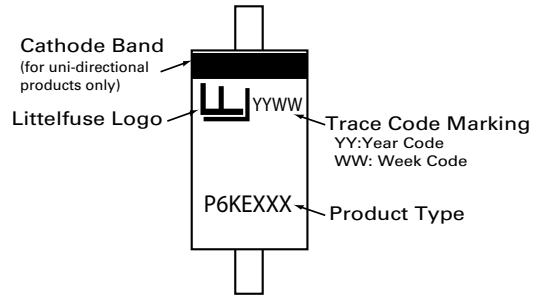 Cathode Band
(for uni-directional
products only)
Littelfuse Logo
YYWW
Trace Code Marking
YY:Year Code
WW: Week Code
P6KEXXX
Product Type